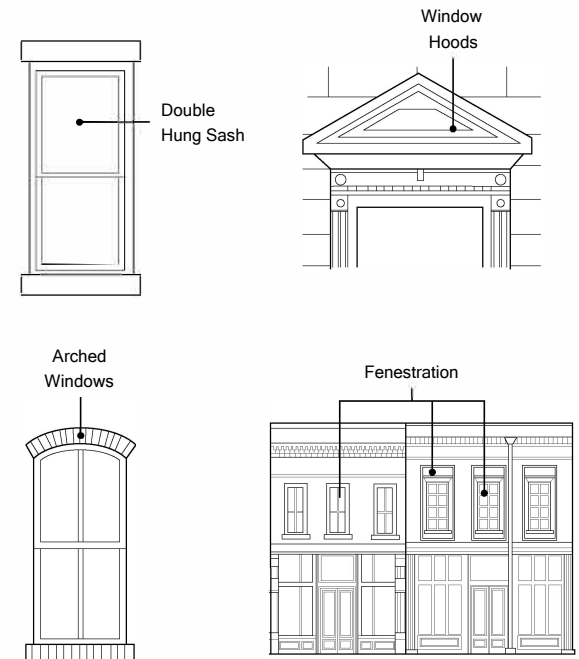 Window
Hoods
Double
Hung Sash
Arched
Windows
Fenestration